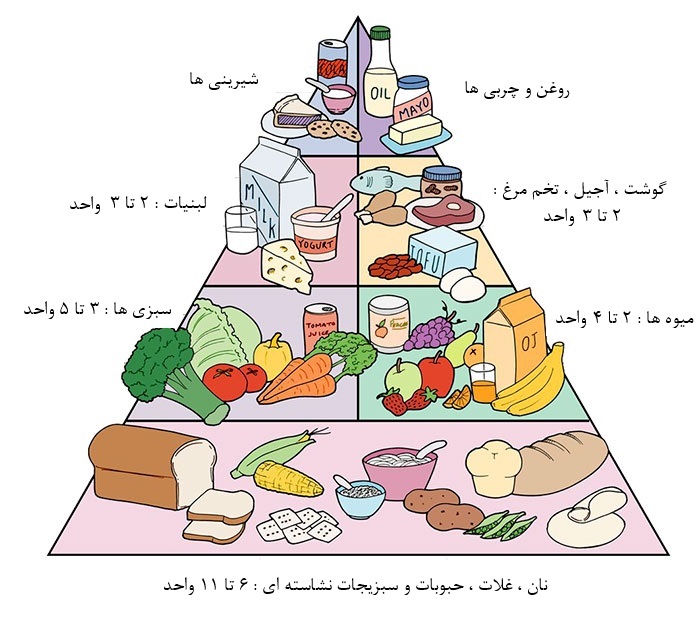 شیرینی ها
روغن و چربی ها
COLA
OIL
MAYO
لبنیات : ۲ تا ۳ واحد
گوشت ، آجیل ، تخم مرغ :
۲ تا ۳ واحد
MILK
YOGURT
TOFU
سبزی ها : ۳ تا ۵ واحد
میوه ها : ۲ تا ۴ واحد
TOMATO
JUICE
OJ
نان ، غلات ، حبوبات و سبزیجات نشاسته ای : ۶ تا ۱۱ واحد